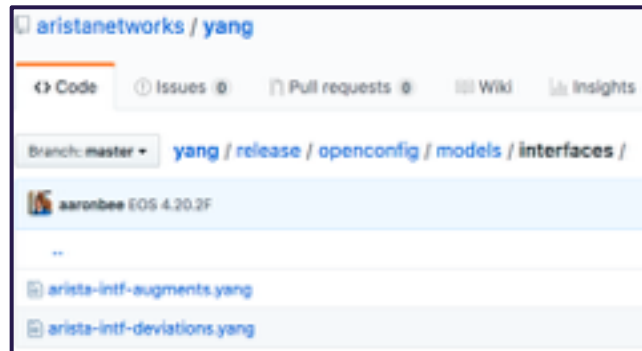 aristanetworks / yang
Code Issues 0 Pull requests 0 Wiki Insights
Branch: master yang / release / openconfig / models / interfaces /
aaronbee EOS 4.20.2F
..
arista-intf-augments.yang
arista-intf-deviations.yang